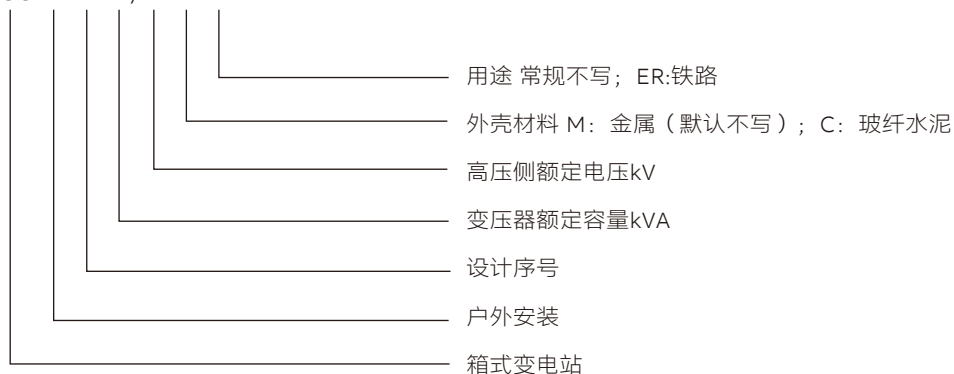 用途 常规不写；ER:铁路
外壳材料 M：金属（默认不写）；C：玻纤水泥
高压侧额定电压kV
变压器额定容量kVA
设计序号
户外安装
箱式变电站